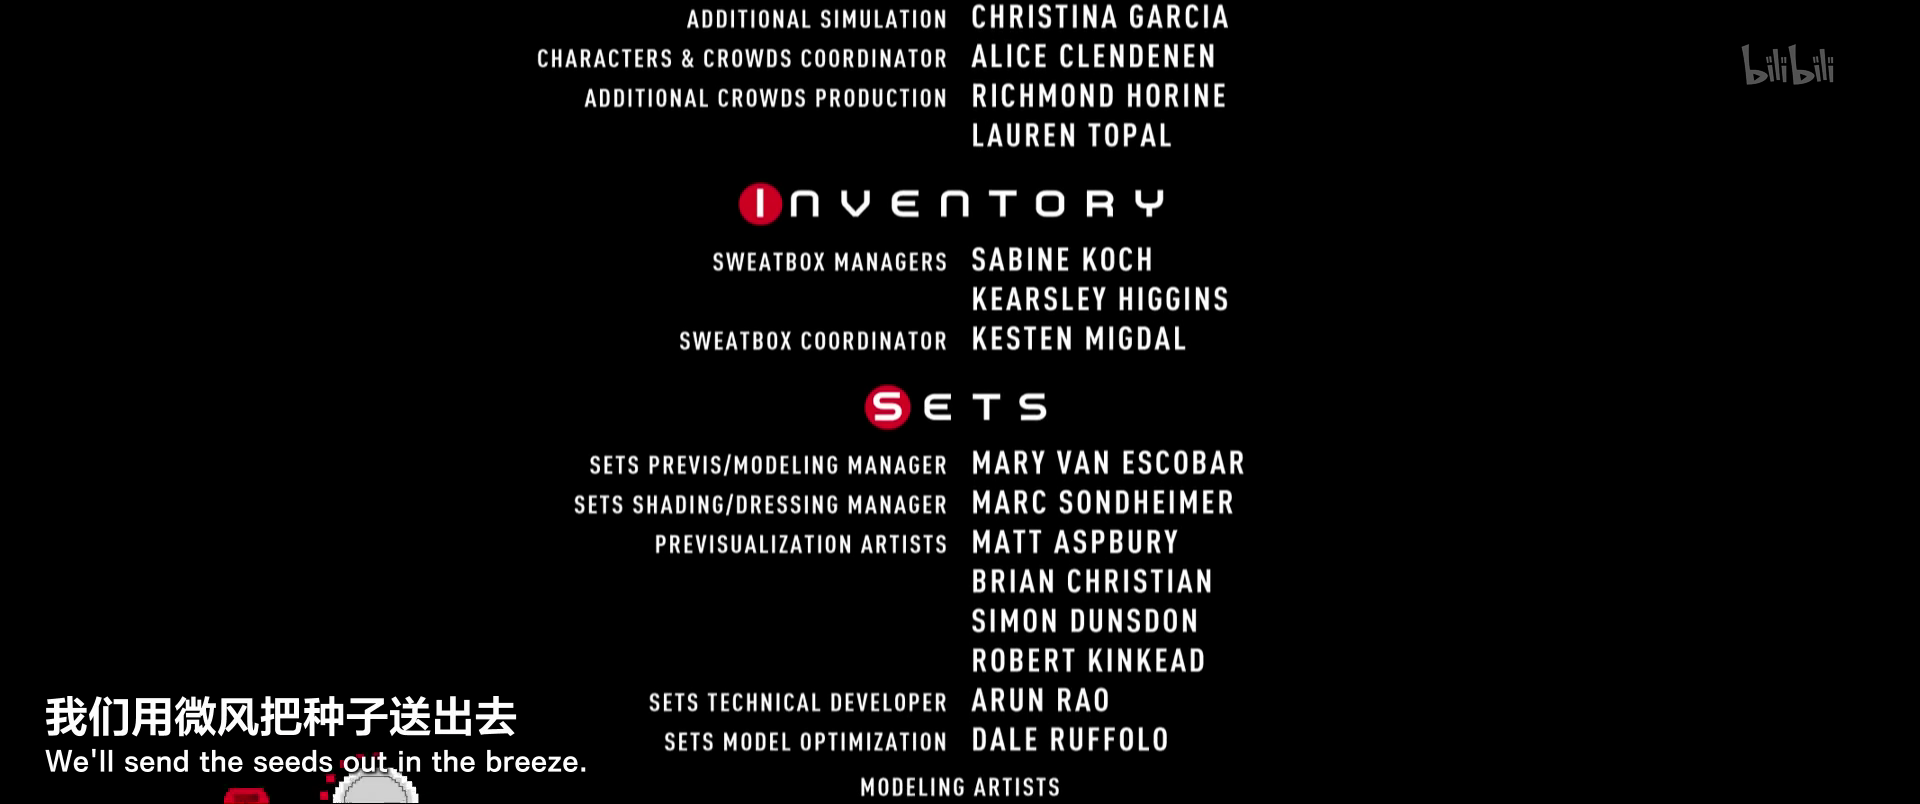 ADDITIONAL SIMULATION CHRISTINA GARCIA
CHARACTERS & CROWDS COORDINATOR ALICE CLENDENEN
ADDITIONAL CROWDS PRODUCTION RICHMOND HORINE
LAUREN TOPAL
bilibili
INVENTORY
SWEATBOX MANAGERS SABINE KOCH
KEARSLEY HIGGINS
SWEATBOX COORDINATOR KESTEN MIGDAL
SETS
SETS PREVIS/MODELING MANAGER MARY VAN ESCOBAR
SETS SHADING/DRESSING MANAGER MARC SONDHEIMER
PREVISUALIZATION ARTISTS MATT ASPBURY
BRIAN CHRISTIAN
SIMON DUNSDON
ROBERT KINKEAD
SETS TECHNICAL DEVELOPER ARUN RAO
SETS MODEL OPTIMIZATION DALE RUFFOLO
MODELING ARTISTS
我们用微风把种子送出去
We'll send the seeds out in the breeze.